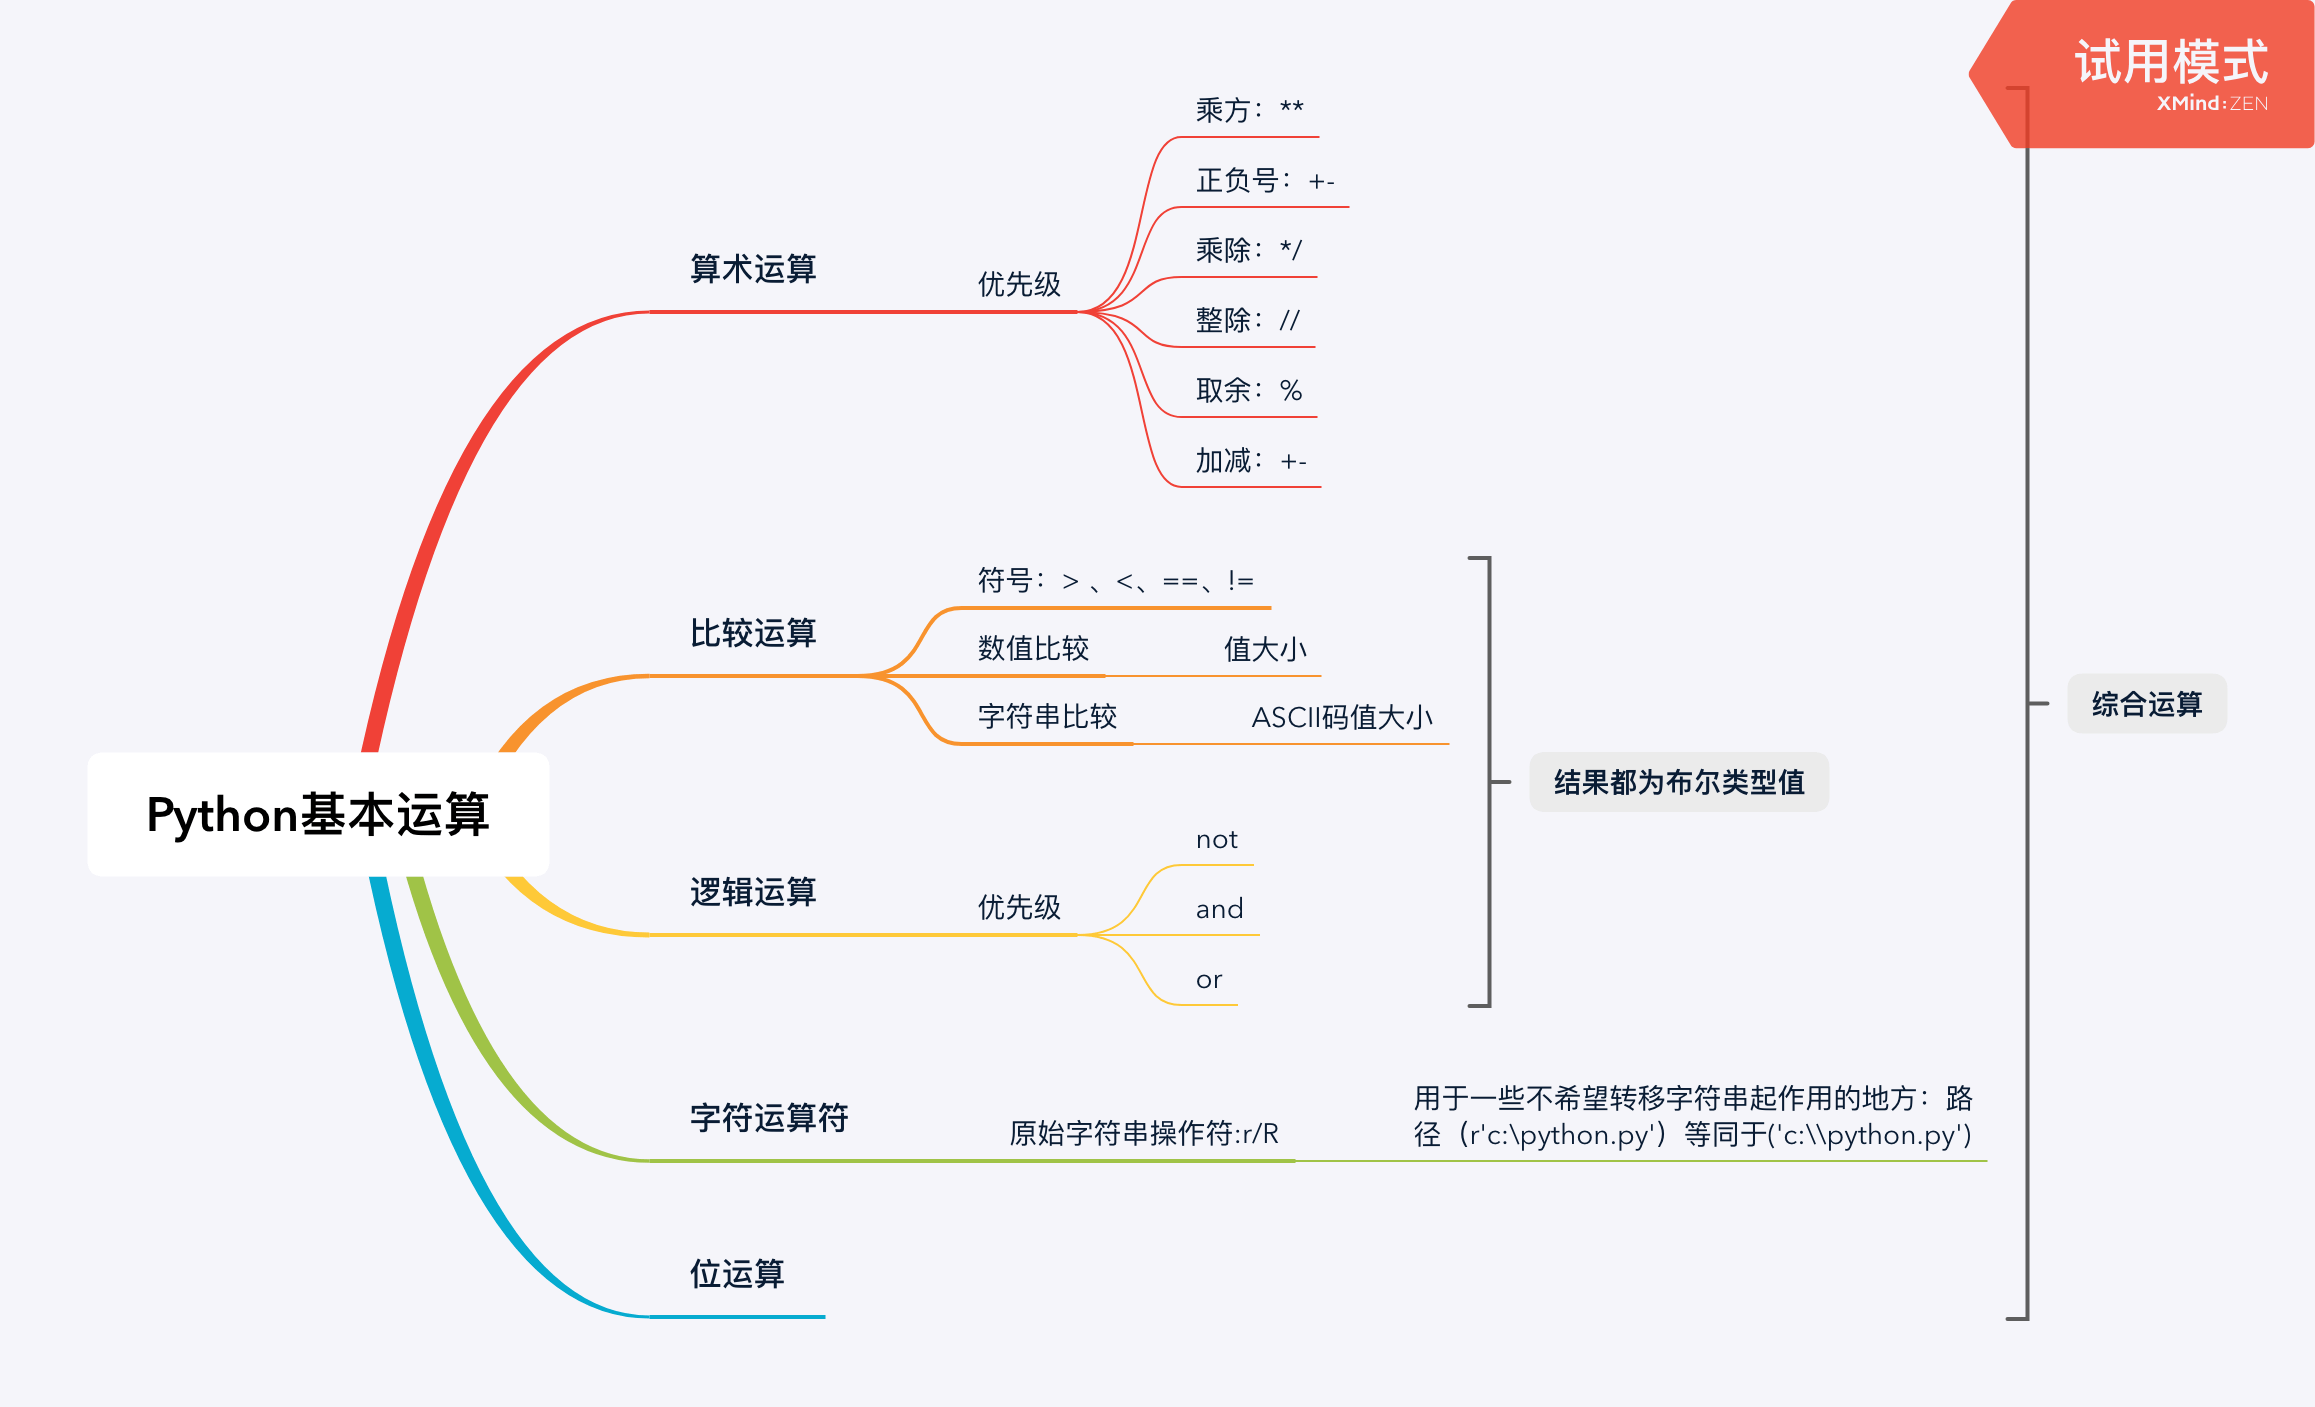 试用模式
XMind:ZEN
Python基本运算
算术运算
优先级
乘方：**
正负号：+-
乘除：*/
整除：//
取余：%
加减：+-
比较运算
符号：> 、<、==、!=
数值比较
值大小
字符串比较
ASCII码值大小
逻辑运算
优先级
not
and
or
结果都为布尔类型值
字符运算符
原始字符串操作符:r/R
用于一些不希望转移字符串起作用的地方：路
径（r'c:\python.py'）等同于('c:\\python.py')
位运算
综合运算